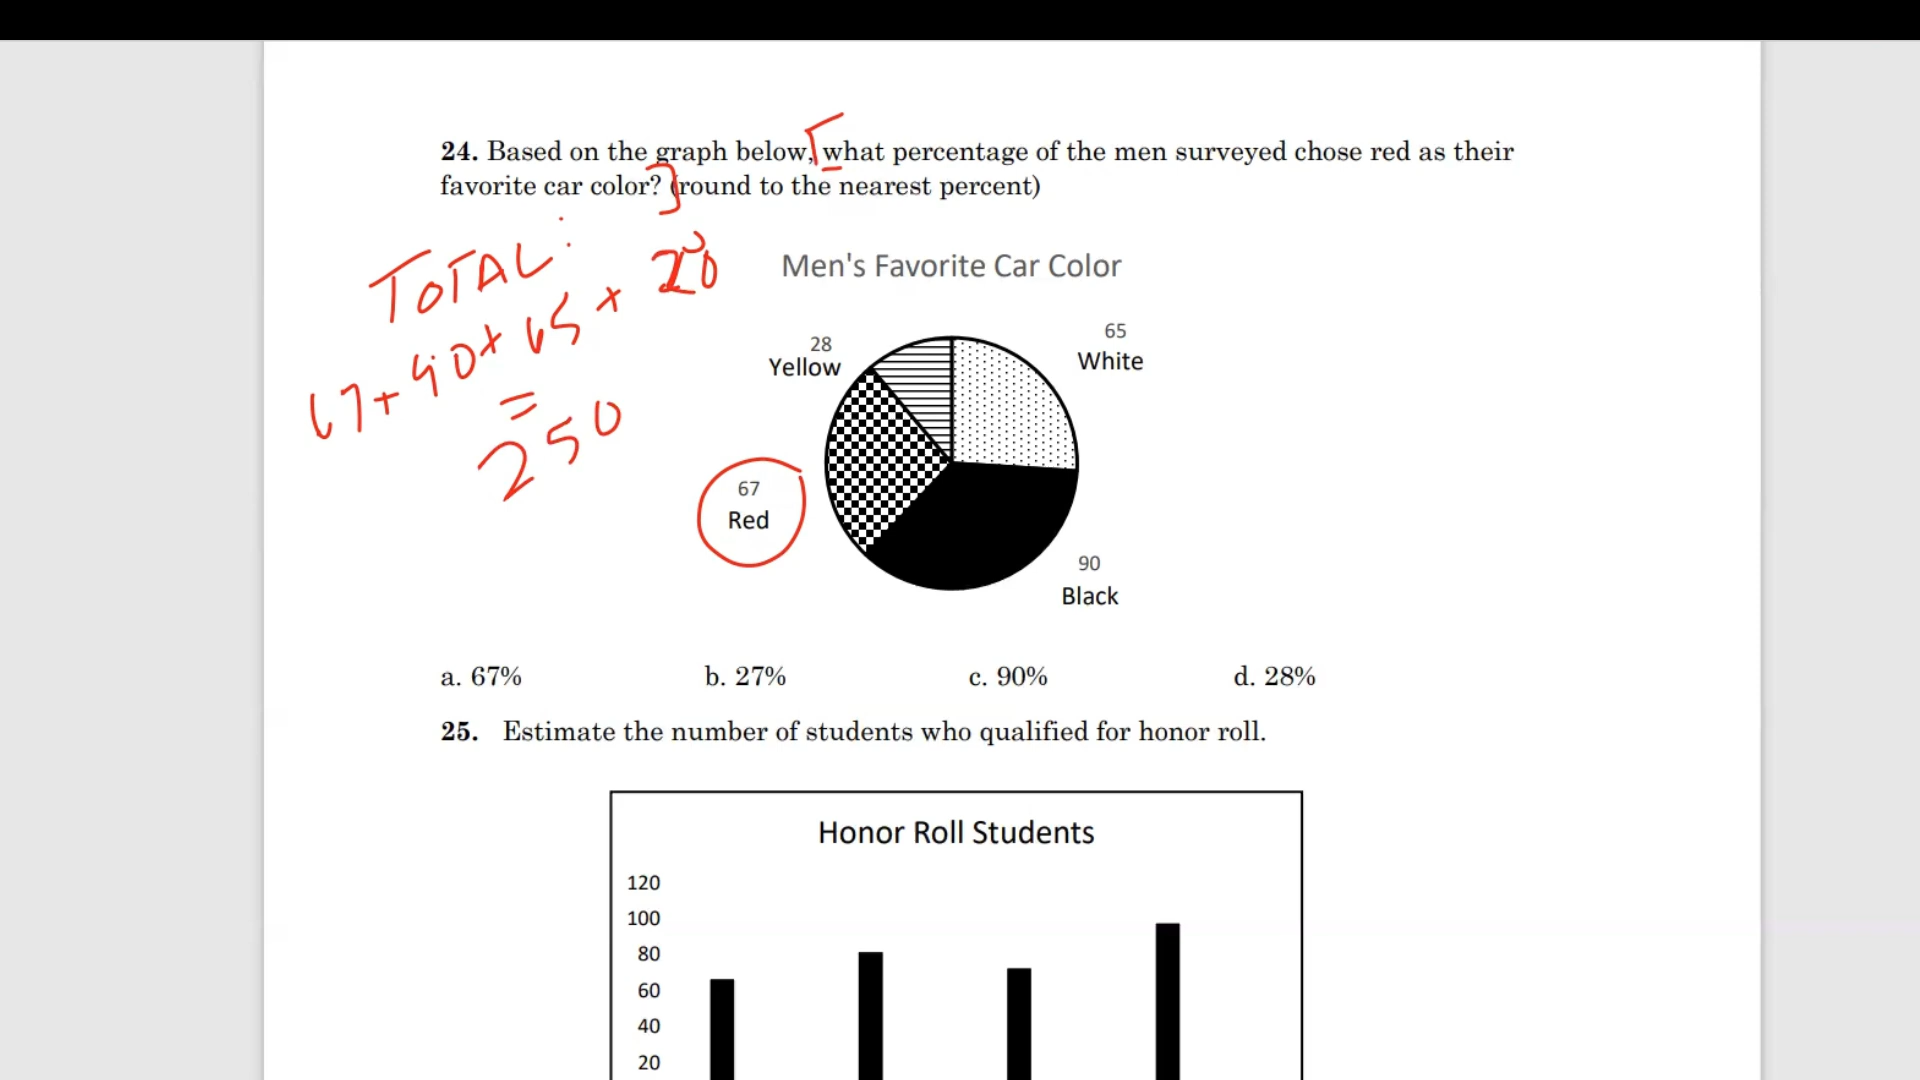 24. Based on the graph below, what percentage of the men surveyed chose red as their
favorite car color? (round to the nearest percent)
TOTAL:
67+90+65+28
=
250
Men's Favorite Car Color
28
Yellow
65
White
67
Red
90
Black
a. 67% b. 27% c. 90% d. 28%
25. Estimate the number of students who qualified for honor roll.
Honor Roll Students
120
100
80
60
40
20